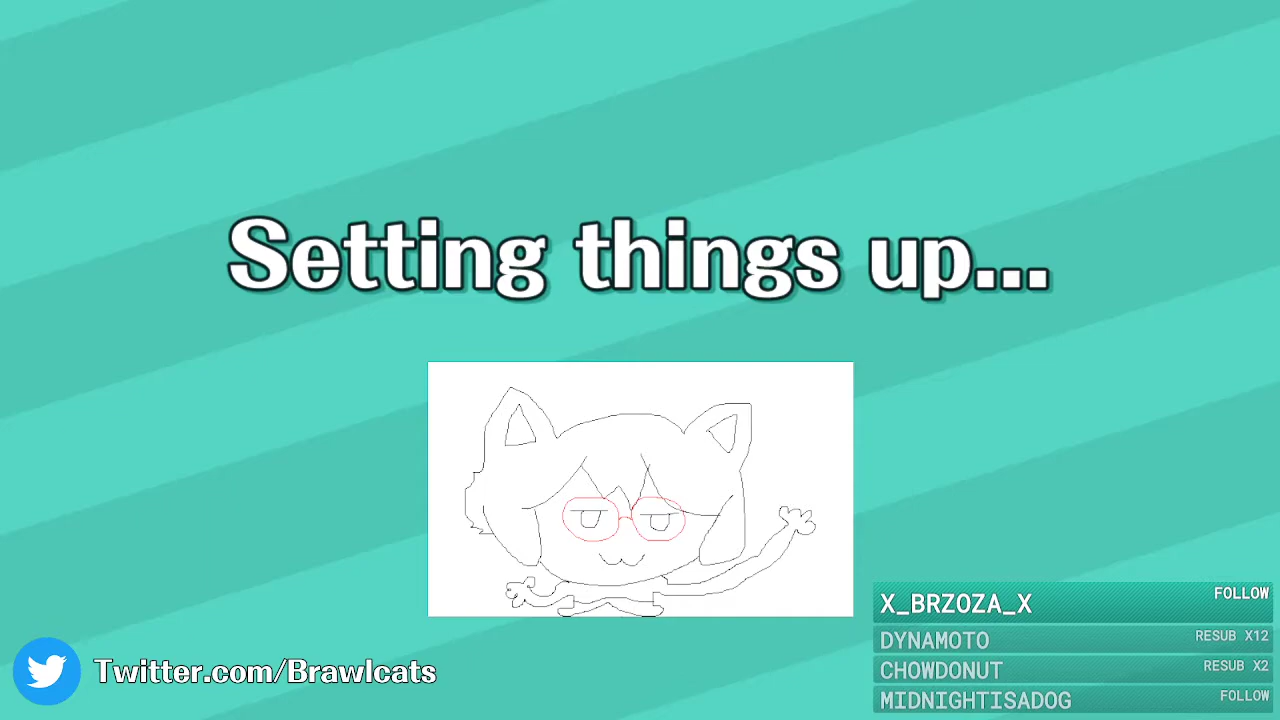 Setting things up...
X_BRZOZA_X FOLLOW
DYNAMOTO RESUB X12
CHOWDONUT RESUB X2
MIDNIGHTISADOG FOLLOW
Twitter.com/Brawlcats